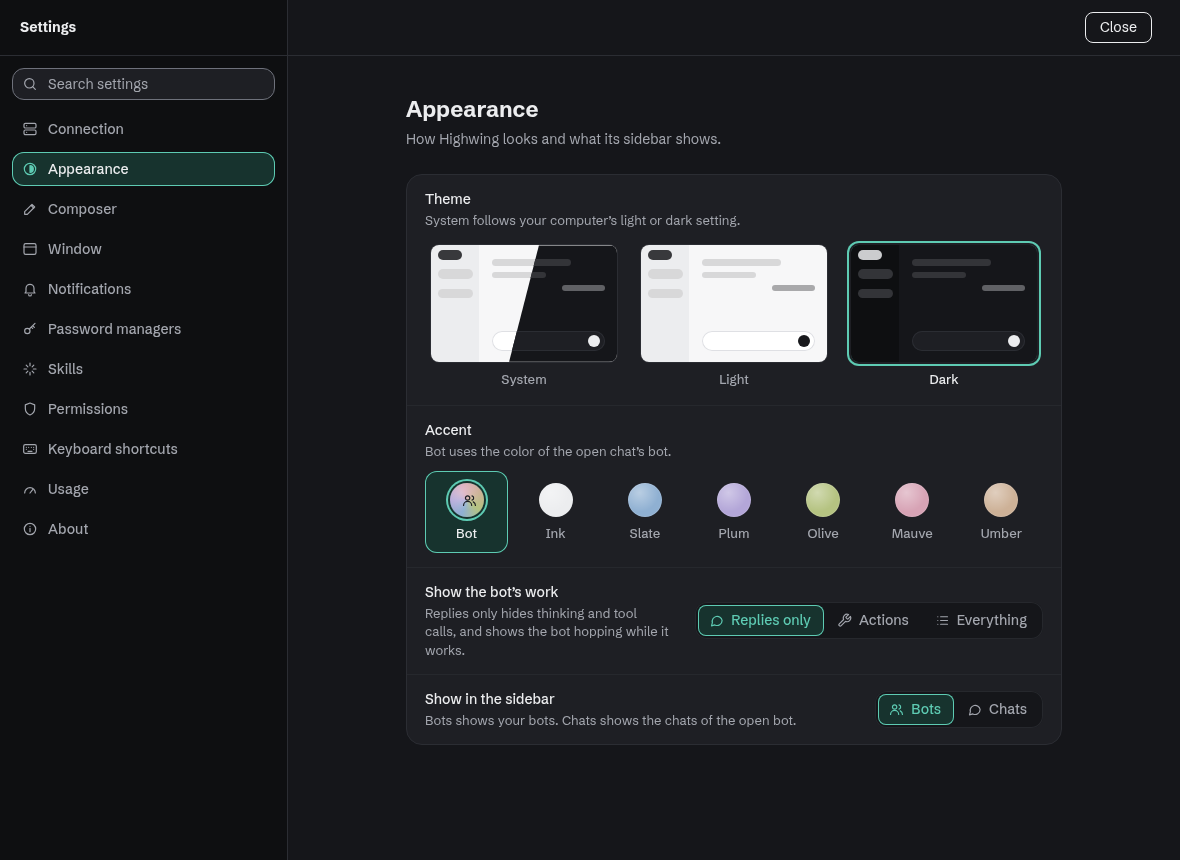 Settings
Close
Search settings
Connection
Appearance
Composer
Window
Notifications
Password managers
Skills
Permissions
Keyboard shortcuts
Usage
About
Appearance
How Highwing looks and what its sidebar shows.
Theme
System follows your computer’s light or dark setting.
System
Light
Dark
Accent
Bot uses the color of the open chat’s bot.
Bot
Ink
Slate
Plum
Olive
Mauve
Umber
Show the bot’s work
Replies only hides thinking and tool
calls, and shows the bot hopping while it
works.
Replies only
Actions
Everything
Show in the sidebar
Bots shows your bots. Chats shows the chats of the open bot.
Bots
Chats